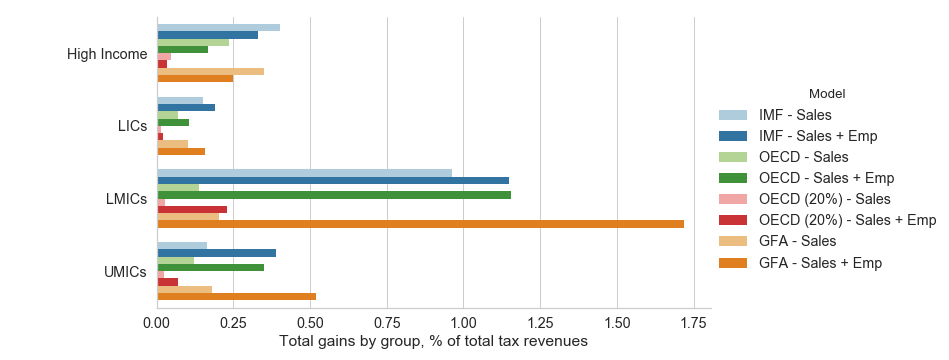 High Income
LICs
LMICs
UMICs
0.00 0.25 0.50 0.75 1.00 1.25 1.50 1.75
Total gains by group, % of total tax revenues
Model
IMF - Sales
IMF - Sales + Emp
OECD - Sales
OECD - Sales + Emp
OECD (20%) - Sales
OECD (20%) - Sales + Emp
GFA - Sales
GFA - Sales + Emp